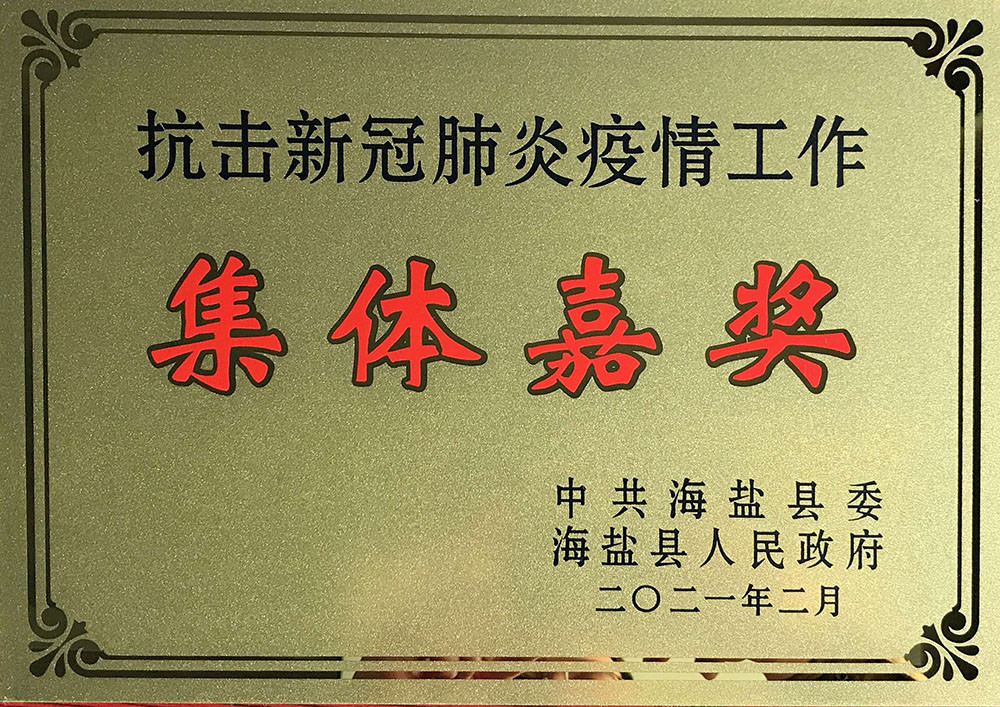 抗击新冠肺炎疫情工作
集体嘉奖
中共海盐县委
海盐县人民政府
二〇二一年二月